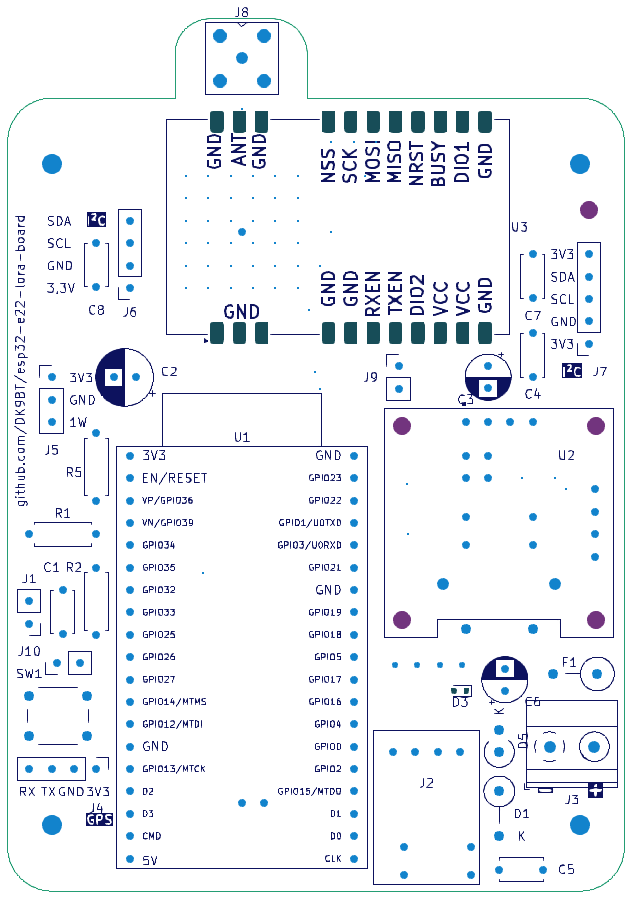 J8
GND ANT GND NSS SCK MOSI MISO NRST BUSY DIO1 GND
I²C
SDA
SCL
GND
3.3V
C8 J6
U3
3V3
SDA
SCL
GND
3V3
C7
I²C J7
C4
GND GND GND RXEN TXEN DIO2 VCC VCC GND
github.com/DK9BT/esp32-e22-lora-board
3V3
GND
1W
J5
C2
+
J9
C3
+
U1
U2
R5
R1
C1 R2
J1
J10
SW1
3V3 GND
EN/RESET GPIO23
VP/GPIO36 GPIO22
VN/GPIO39 GPIO1/U0TXD
GPIO34 GPIO3/U0RXD
GPIO35 GPIO21
GPIO32 GND
GPIO33 GPIO19
GPIO25 GPIO18
GPIO26 GPIO5
GPIO27 GPIO17
GPIO14/MTMS GPIO16
GPIO12/MTDI GPIO4
GND GPIO0
GPIO13/MTCK GPIO2
D2 GPIO15/MTDO
D3 D1
CMD D0
5V CLK
RX TX GND 3V3
J4
GPS
D3
+
C6
F1
K
D5
J2
J3
+
D1
K
C5